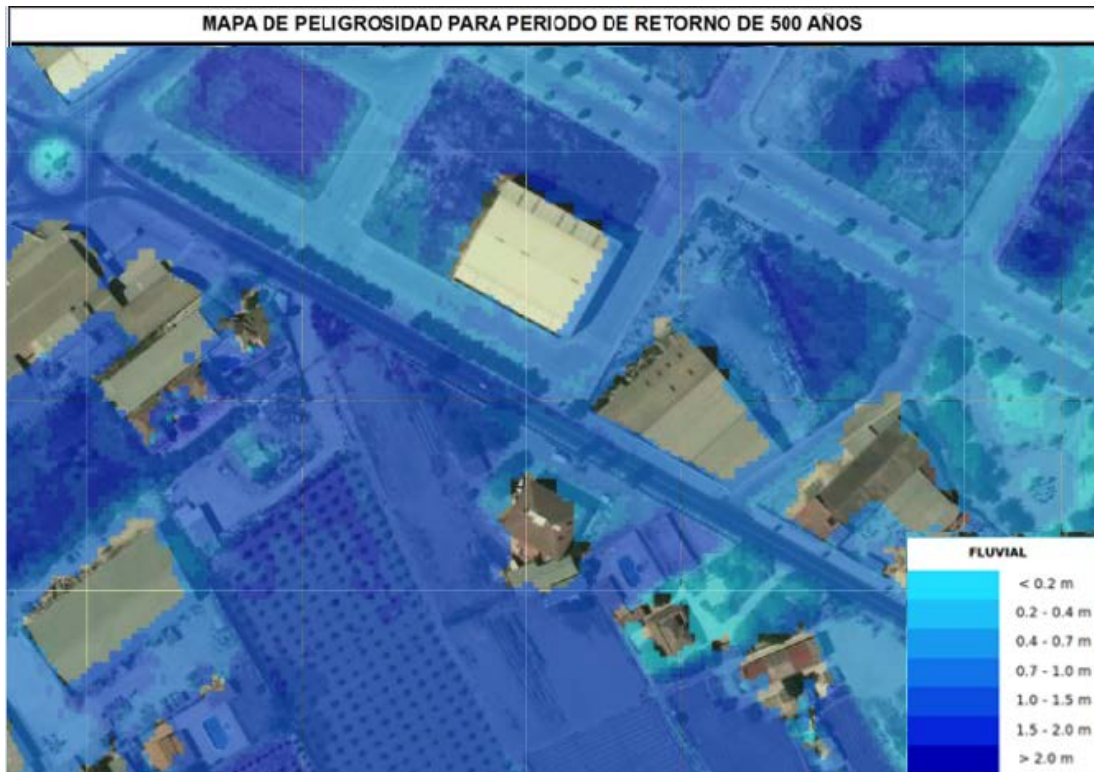 MAPA DE PELIGROSIDAD PARA PERIODO DE RETORNO DE 500 AÑOS
FLUVIAL
< 0.2 m
0.2 - 0.4 m
0.4 - 0.7 m
0.7 - 1.0 m
1.0 - 1.5 m
1.5 - 2.0 m
> 2.0 m